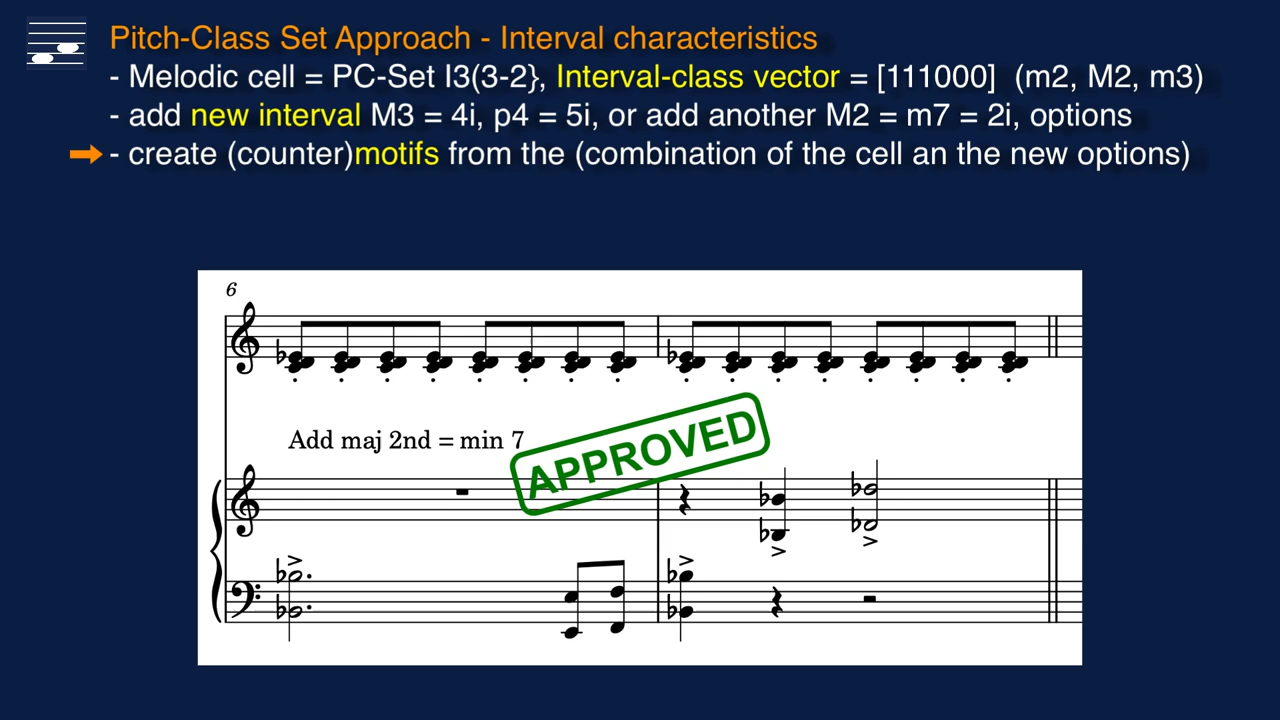 Pitch-Class Set Approach - Interval characteristics
- Melodic cell = PC-Set I3(3-2}, Interval-class vector = [111000] (m2, M2, m3)
- add new interval M3 = 4i, p4 = 5i, or add another M2 = m7 = 2i, options
- create (counter)motifs from the (combination of the cell an the new options)
6
Add maj 2nd = min 7
APPROVED